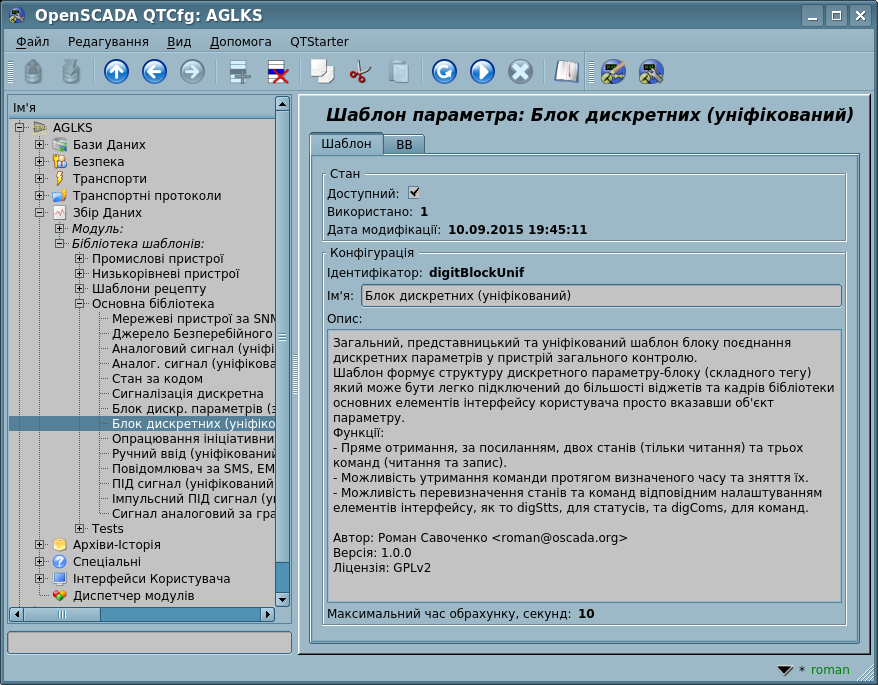 OpenSCADA QTCfg: AGLKS
Файл Редагування Вид Допомога QTStarter
Ім'я
AGLKS
Бази Даних
Безпека
Транспорти
Транспортні протоколи
Збір Даних
Модуль:
Бібліотека шаблонів:
Промислові пристрої
Низькорівневі пристрої
Шаблони рецепту
Основна бібліотека
Мережеві пристрої за SNM
Джерело Безперебійного
Аналоговий сигнал (уніфі
Аналог. сигнал (уніфікова
Стан за кодом
Сигналізація дискретна
Блок дискр. параметрів (з
Блок дискретних (уніфіко
Опрацювання ініціативни
Ручний ввід (уніфікований
Повідомлювач за SMS, EM
ПІД сигнал (уніфікований
Імпульсний ПІД сигнал (ун
Сигнал аналоговий за гра
Tests
Архіви-Історія
Спеціальні
Інтерфейси Користувача
Диспетчер модулів
Шаблон параметра: Блок дискретних (уніфікований)
Шаблон ВВ
Стан
Доступний:
Використано: 1
Дата модифікації: 10.09.2015 19:45:11
Конфігурація
Ідентифікатор: digitBlockUnif
Ім'я: Блок дискретних (уніфікований)
Опис:
Загальний, представницький та уніфікований шаблон блоку поєднання
дискретних параметрів у пристрій загального контролю.
Шаблон формує структуру дискретного параметру-блоку (складного тегу)
який може бути легко підключений до більшості віджетів та кадрів бібліотеки
основних елементів інтерфейсу користувача просто вказавши об'єкт
параметру.
Функції:
- Пряме отримання, за посиланням, двох станів (тільки читання) та трьох
команд (читання та запис).
- Можливість утримання команди протягом визначеного часу та зняття їх.
- Можливість перевизначення станів та команд відповідним налаштуванням
елементів інтерфейсу, як то digStts, для статусів, та digComs, для команд.
Автор: Роман Савоченко <roman@oscada.org>
Версія: 1.0.0
Ліцензія: GPLv2
Максимальний час обрахунку, секунд: 10
* roman